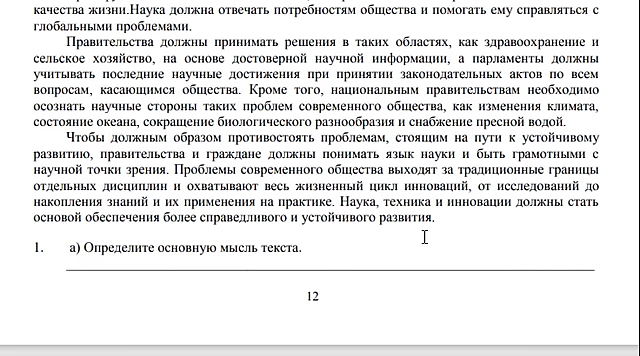 качества жизни.Наука должна отвечать потребностям общества и помогать ему справляться с
глобальными проблемами.
Правительства должны принимать решения в таких областях, как здравоохранение и
сельское хозяйство, на основе достоверной научной информации, а парламенты должны
учитывать последние научные достижения при принятии законодательных актов по всем
вопросам, касающимся общества. Кроме того, национальным правительствам необходимо
осознать научные стороны таких проблем современного общества, как изменения климата,
состояние океана, сокращение биологического разнообразия и снабжение пресной водой.
Чтобы должным образом противостоять проблемам, стоящим на пути к устойчивому
развитию, правительства и граждане должны понимать язык науки и быть грамотными с
научной точки зрения. Проблемы современного общества выходят за традиционные границы
отдельных дисциплин и охватывают весь жизненный цикл инноваций, от исследований до
накопления знаний и их применения на практике. Наука, техника и инновации должны стать
основой обеспечения более справедливого и устойчивого развития.
1. а) Определите основную мысль текста.
12